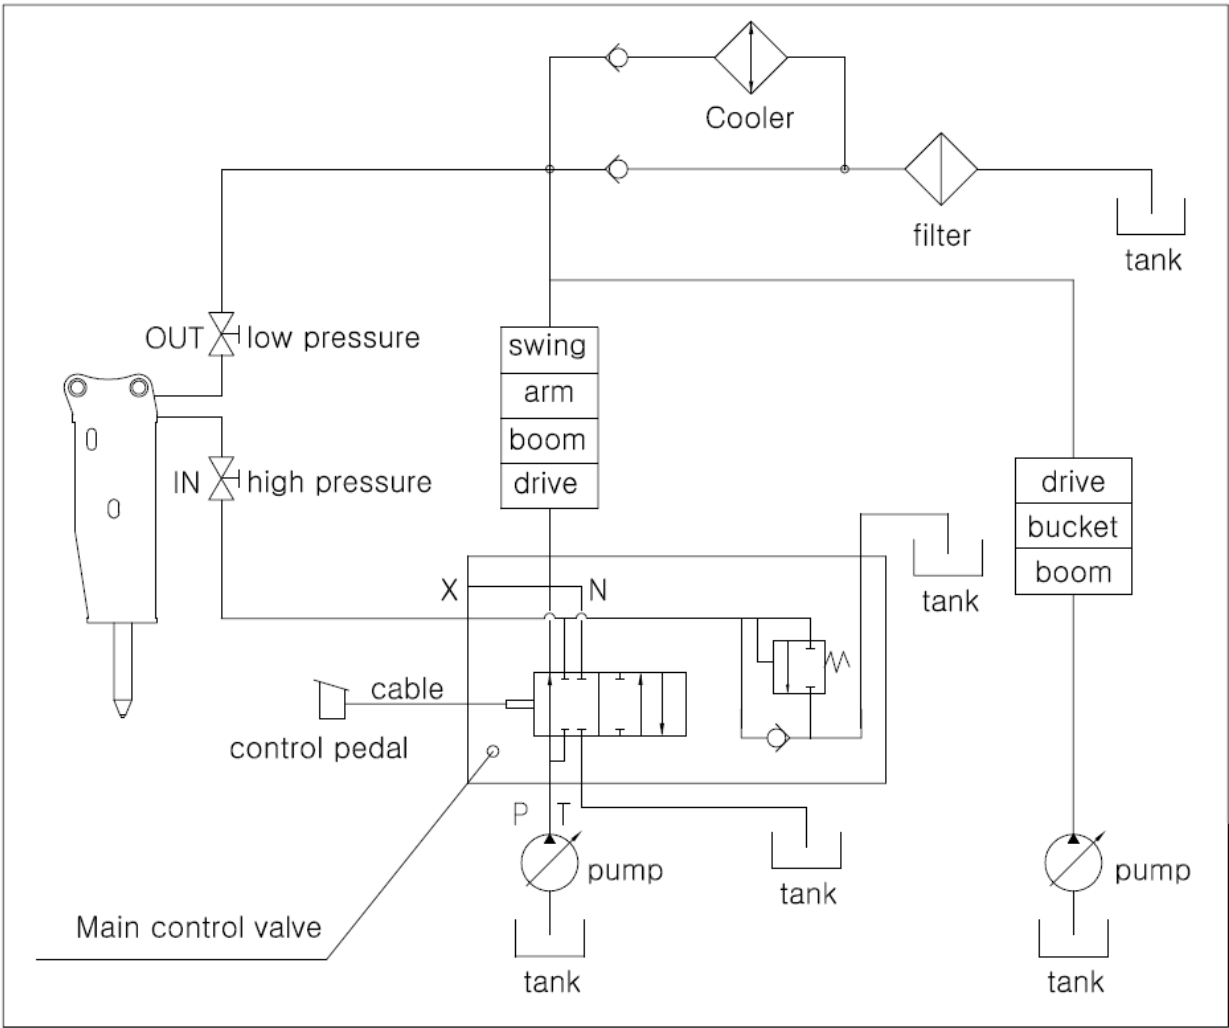 Cooler
filter
tank
OUT
low pressure
swing
arm
boom
drive
IN
high pressure
drive
bucket
boom
X
N
tank
cable
control pedal
P
T
pump
tank
pump
Main control valve
tank
tank